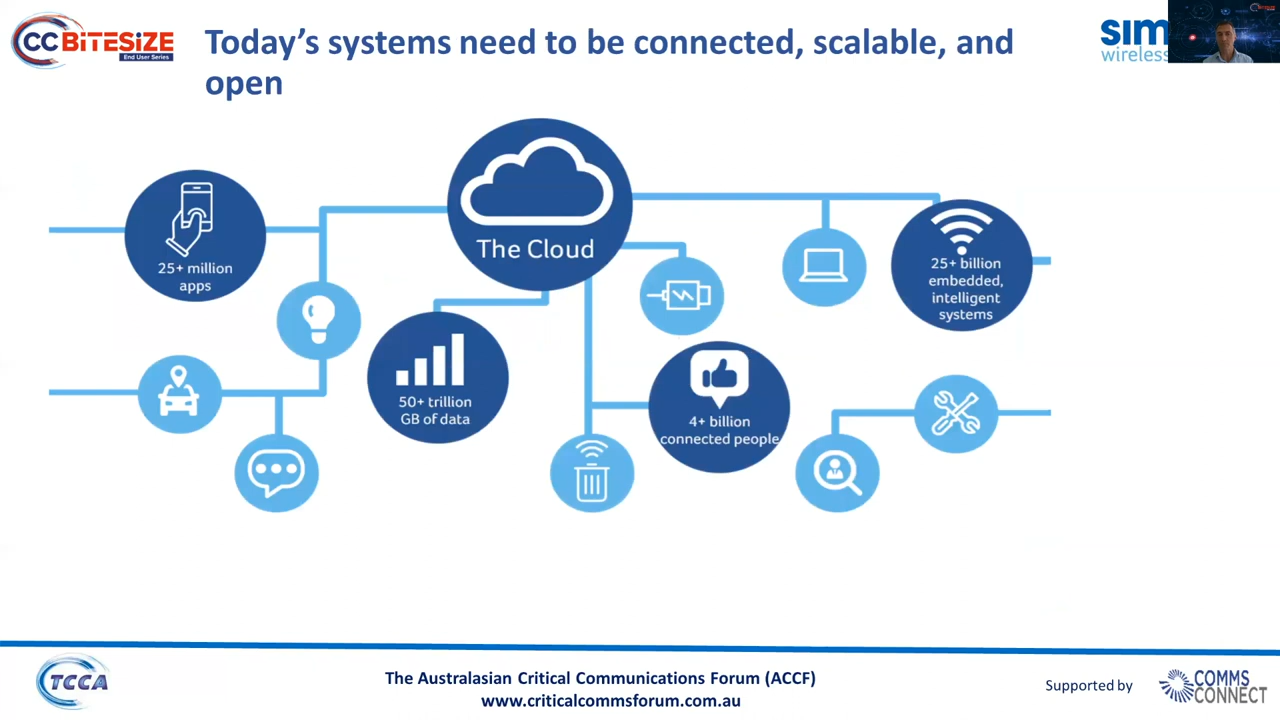 CCBiTESiZE
End User Series
Today's systems need to be connected, scalable, and
open
sim
wireless
The Cloud
25+ million
apps
25+ billion
embedded,
intelligent
systems
50+ trillion
GB of data
4+ billion
connected people
TCCA
The Australasian Critical Communications Forum (ACCF)
www.criticalcommsforum.com.au
Supported by
COMMS
CONNECT